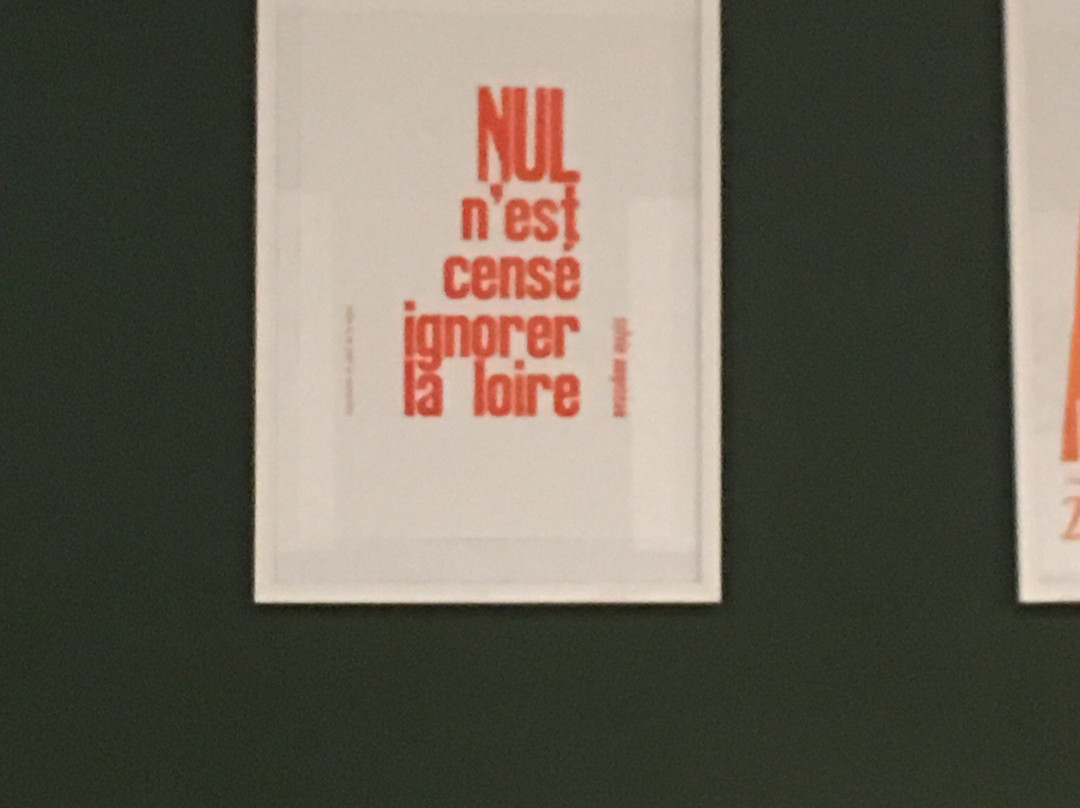 NUL
n'est
censé
ignorer
la loire